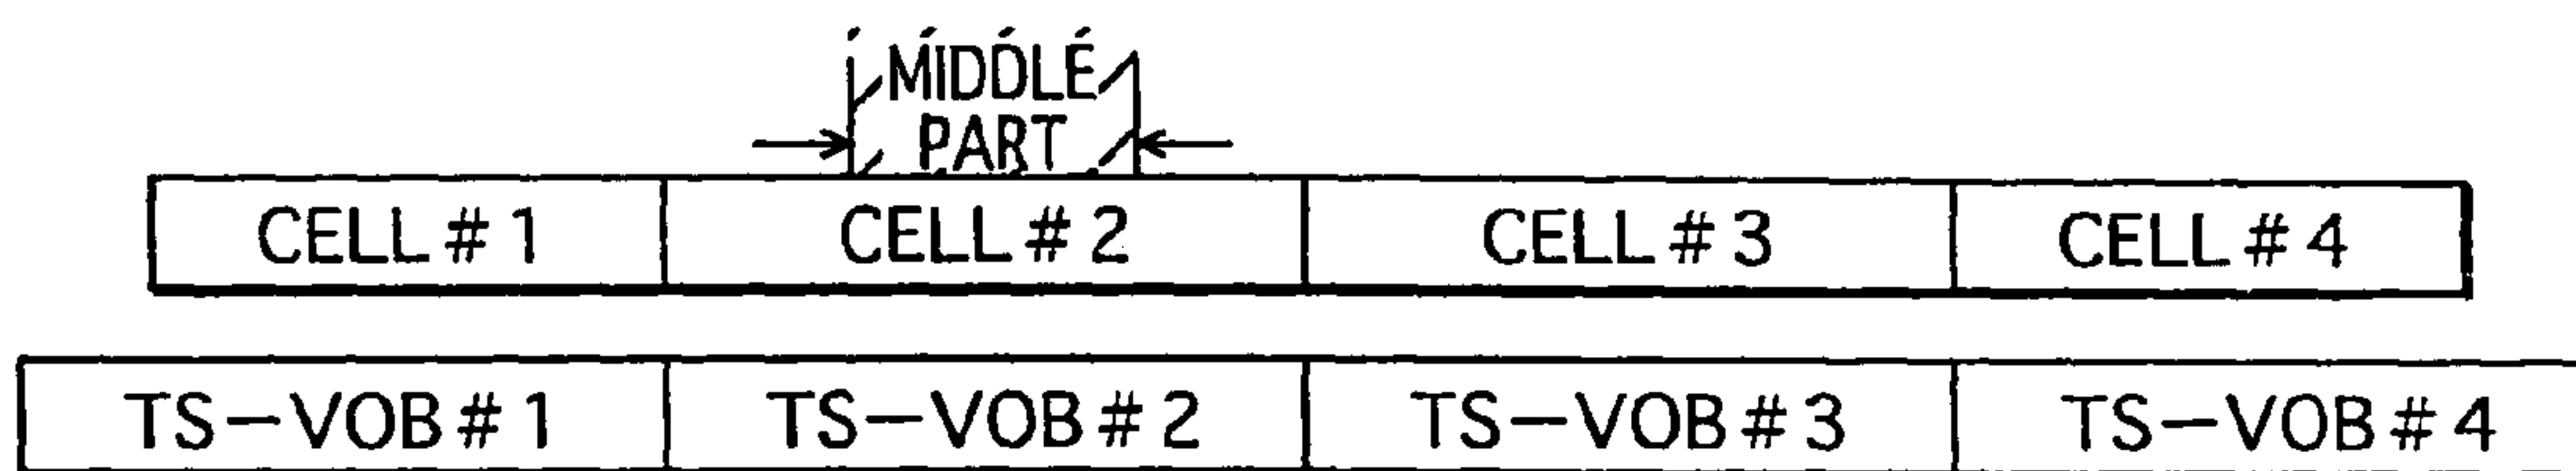 MIDDLE
PART
CELL#1 CELL#2 CELL#3 CELL#4
TS-VOB#1 TS-VOB#2 TS-VOB#3 TS-VOB#4